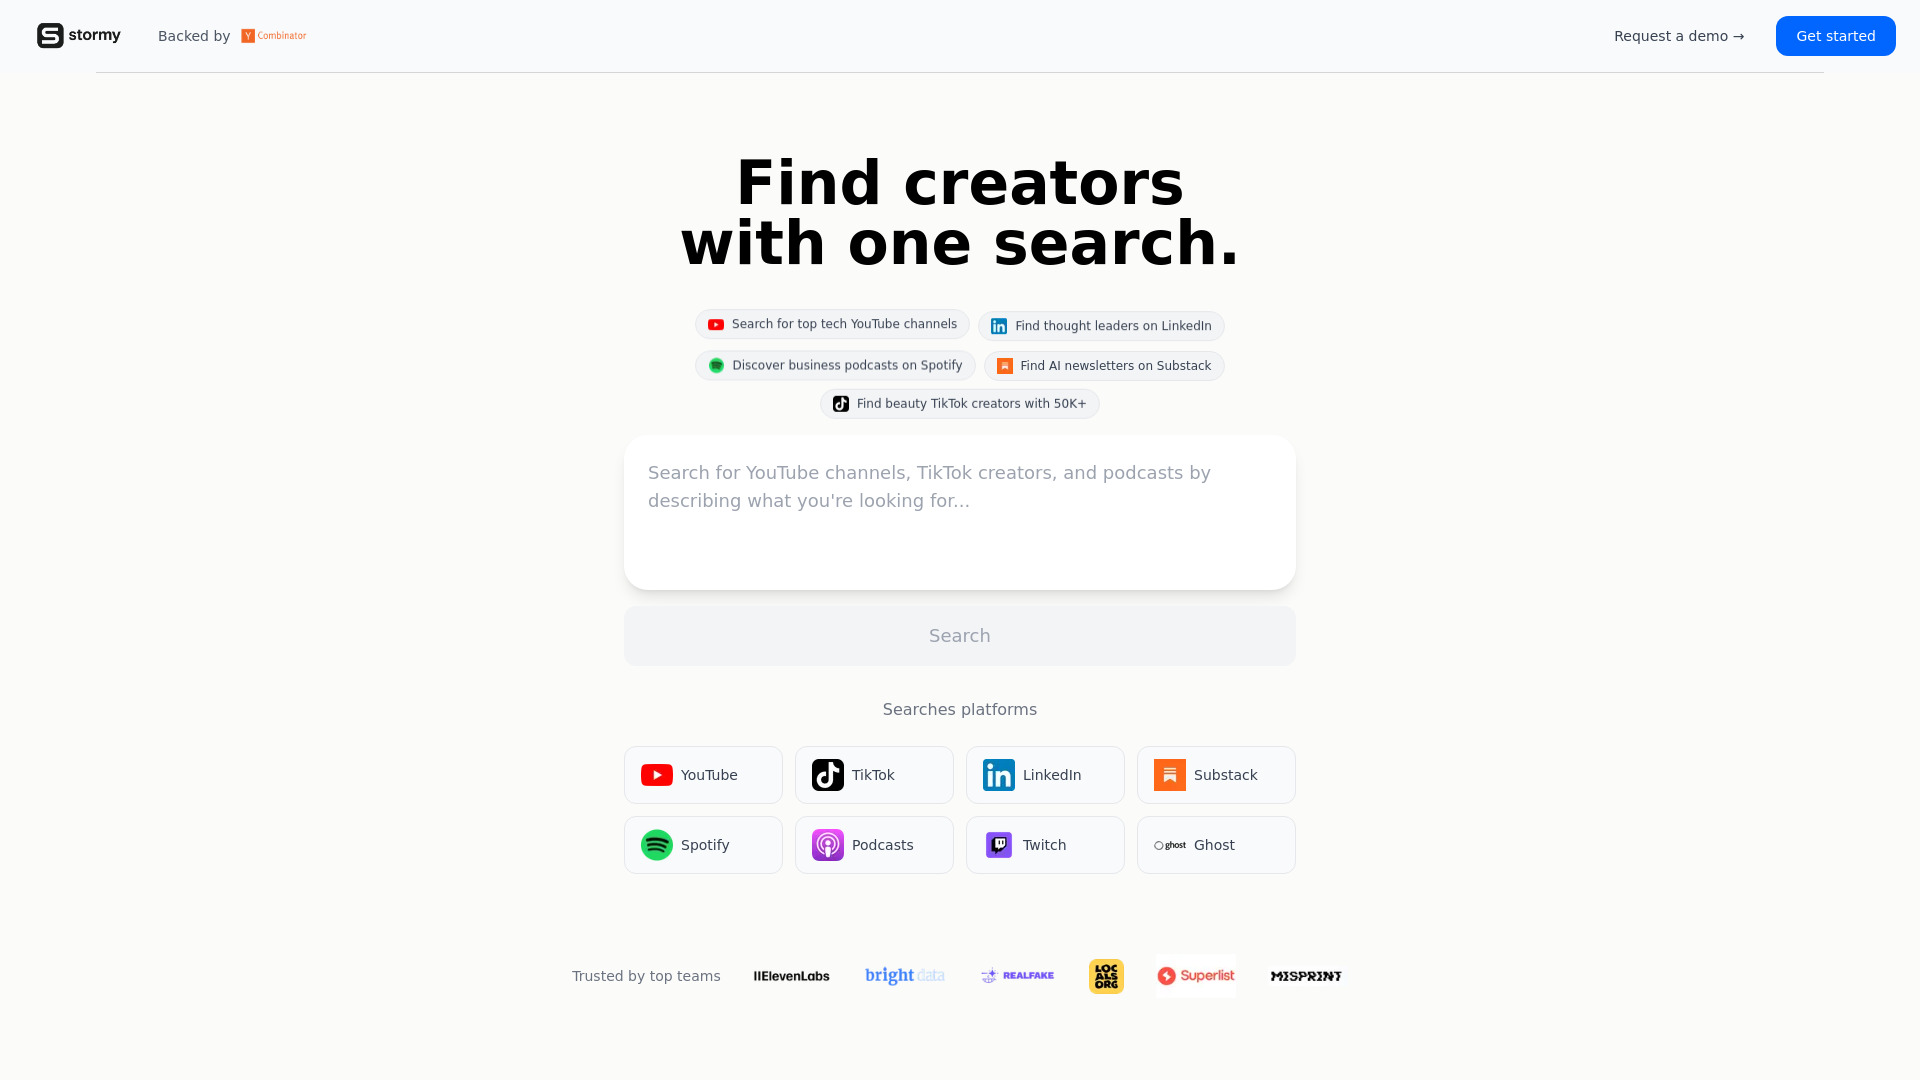 stormy
Backed by Y Combinator
Request a demo →
Get started
Find creators
with one search.
Search for top tech YouTube channels
Find thought leaders on LinkedIn
Discover business podcasts on Spotify
Find AI newsletters on Substack
Find beauty TikTok creators with 50K+
Search for YouTube channels, TikTok creators, and podcasts by
describing what you're looking for...
Search
Searches platforms
YouTube
TikTok
LinkedIn
Substack
Spotify
Podcasts
Twitch
ghost Ghost
Trusted by top teams
IIElevenLabs
bright data
REALFAKE
LOC
ALS
ORG
Superlist
MISPRINT